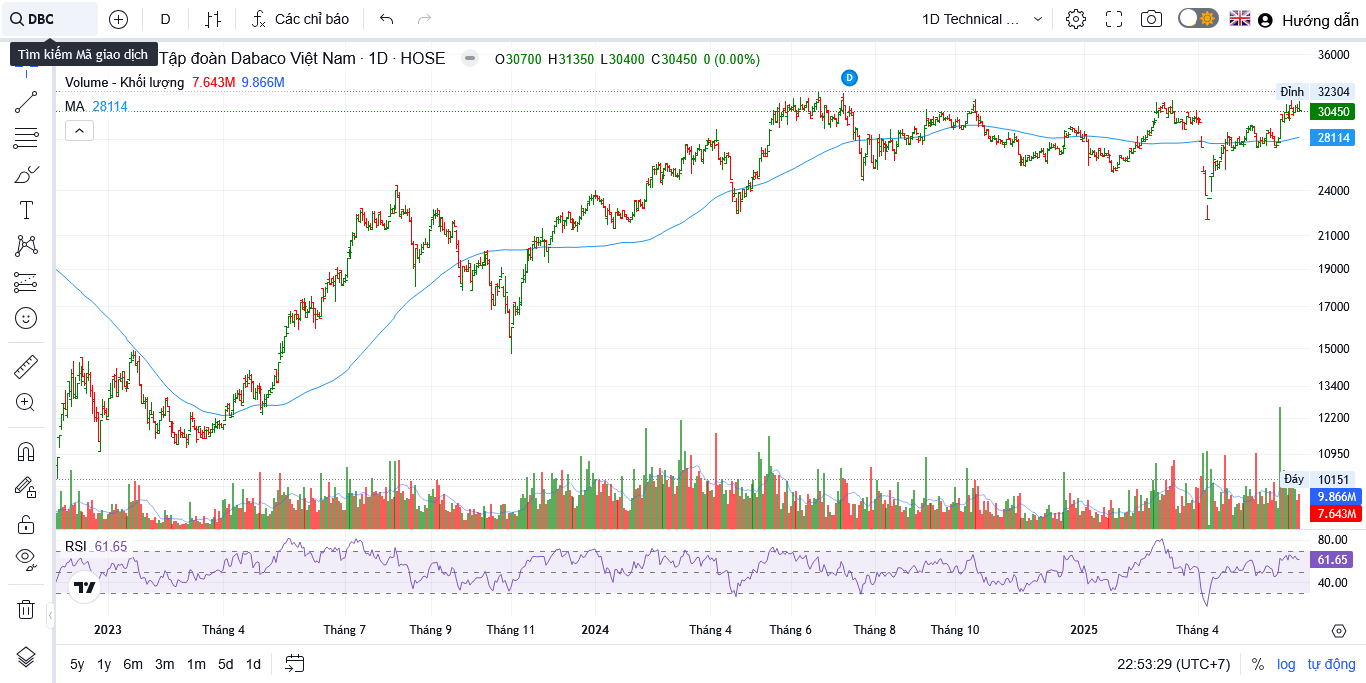 DBC
D
Các chỉ báo
1D Technical ...
Hướng dẫn
Tìm kiếm Mã giao dịch
Tập đoàn Dabaco Việt Nam · 1D · HOSE
O30700 H31350 L30400 C30450 0 (0.00%)
Volume - Khối lượng 7.643M 9.866M
MA 28114
D
36000
Đỉnh 32304
30450
28114
24000
21000
19000
17000
15000
13400
12200
10950
Đáy 10151
9.866M
7.643M
RSI 61.65
80.00
61.65
40.00
2023 Tháng 4 Tháng 7 Tháng 9 Tháng 11 2024 Tháng 4 Tháng 6 Tháng 8 Tháng 10 2025 Tháng 4
5y 1y 6m 3m 1m 5d 1d
22:53:29 (UTC+7) % log tự động